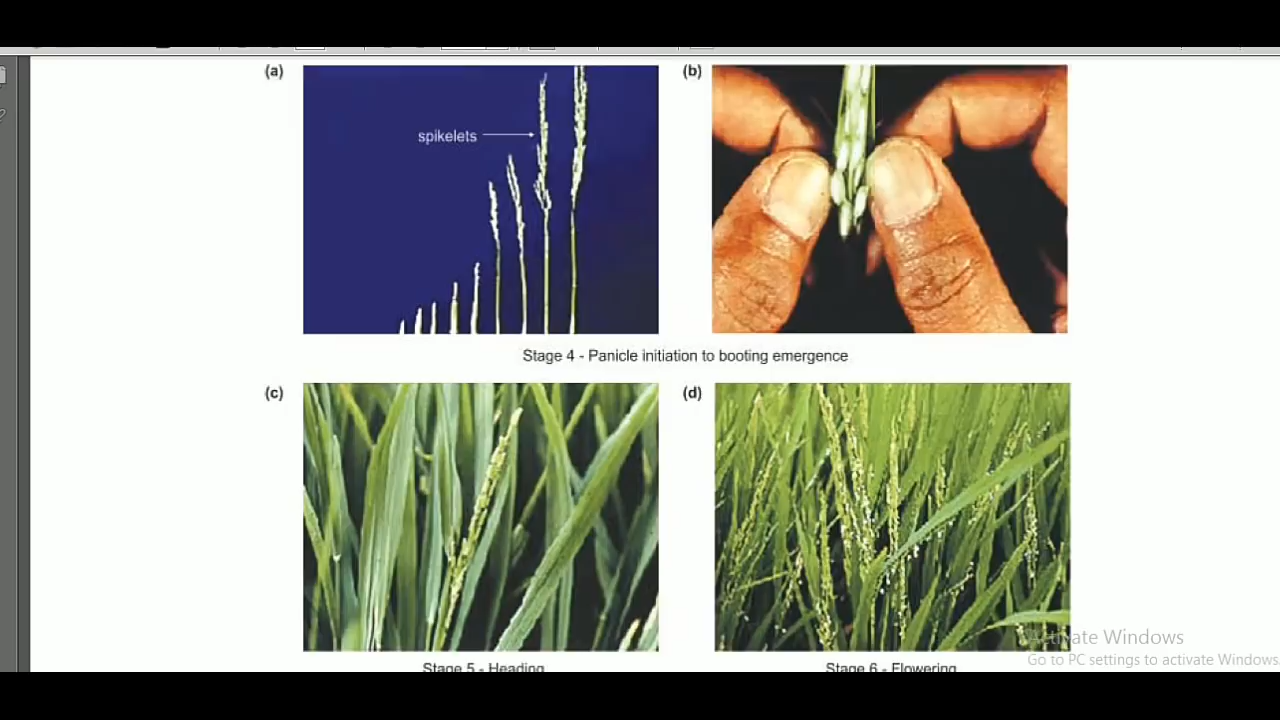 (a)
(b)
spikelets
Stage 4 - Panicle initiation to booting emergence
(c)
(d)
Stage 5 - Heading
Stage 6 - Flowering
Activate Windows
Go to PC settings to activate Windows